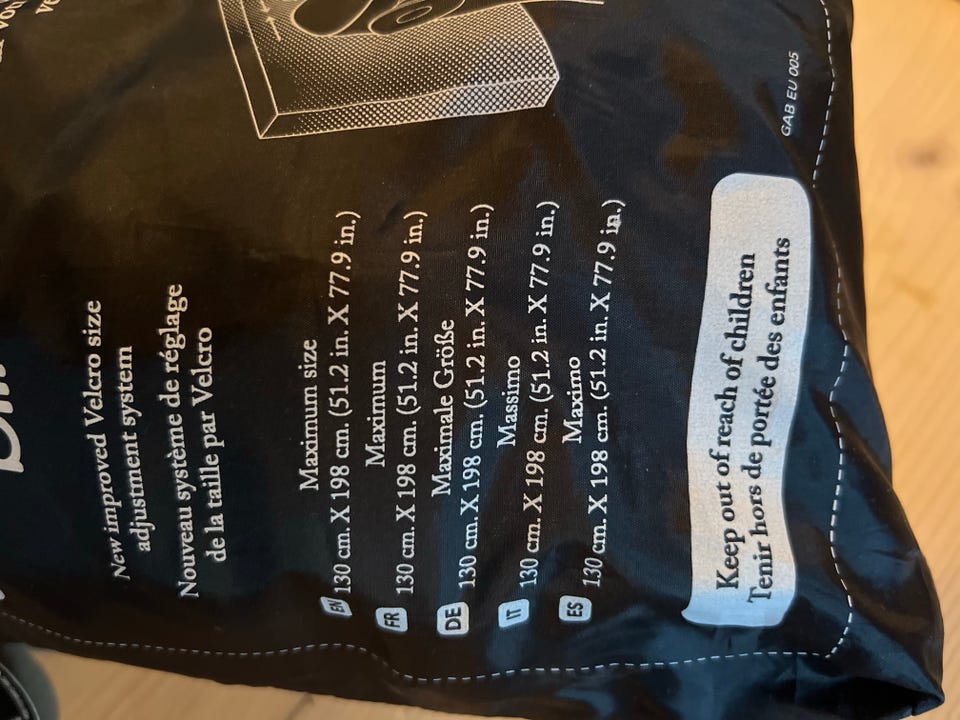 New improved Velcro size
adjustment system
Nouveau système de réglage
de la taille par Velcro
Maximum size
EN 130 cm. X 198 cm. (51.2 in. X 77.9 in.)
Maximum
FR 130 cm. X 198 cm. (51.2 in. X 77.9 in.)
Maximale Größe
DE 130 cm. X 198 cm. (51.2 in. X 77.9 in.)
Massimo
IT 130 cm. X 198 cm. (51.2 in. X 77.9 in.)
Maximo
ES 130 cm. X 198 cm. (51.2 in. X 77.9 in.)
Keep out of reach of children
Tenir hors de portée des enfants
GAB EU 005